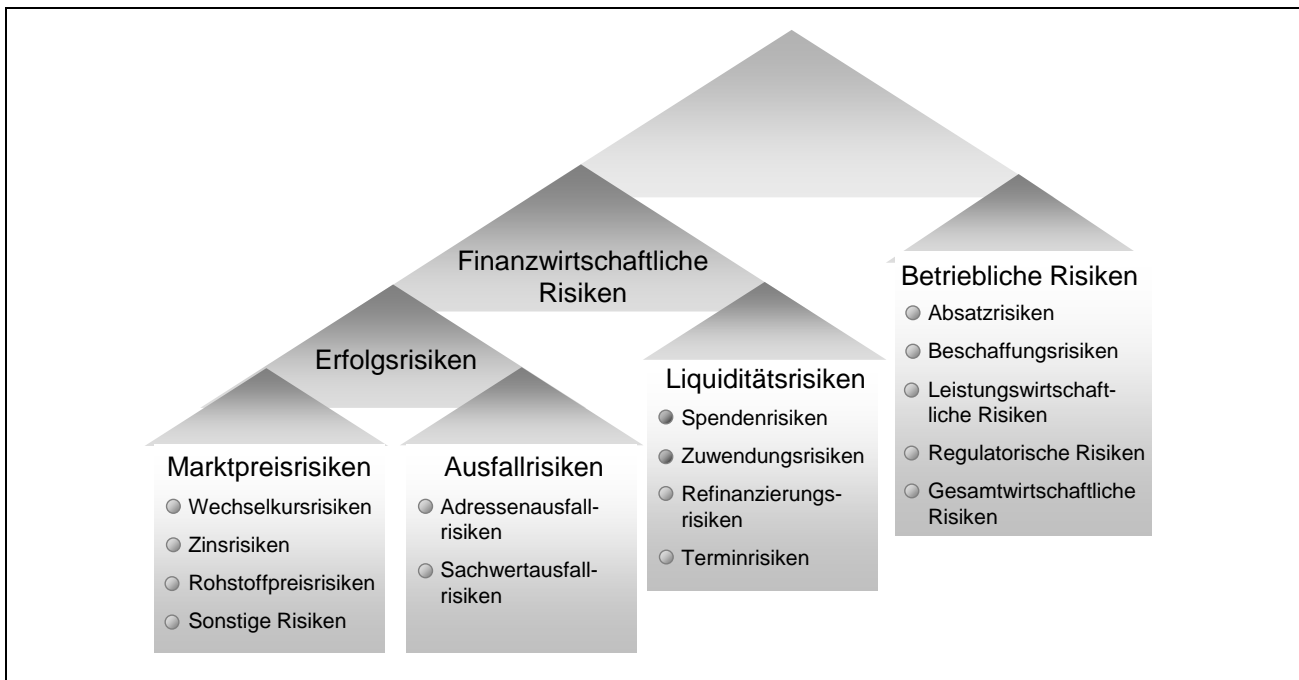 Finanzwirtschaftliche
Risiken
Erfolgsrisiken
Marktpreisrisiken
Wechselkursrisiken
Zinsrisiken
Rohstoffpreisrisiken
Sonstige Risiken
Ausfallrisiken
Adressenausfall-
risiken
Sachwertausfall-
risiken
Liquiditätsrisiken
Spendenrisiken
Zuwendungsrisiken
Refinanzierungs-
risiken
Terminrisiken
Betriebliche Risiken
Absatzrisiken
Beschaffungsrisiken
Leistungswirtschaft-
liche Risiken
Regulatorische Risiken
Gesamtwirtschaftliche
Risiken